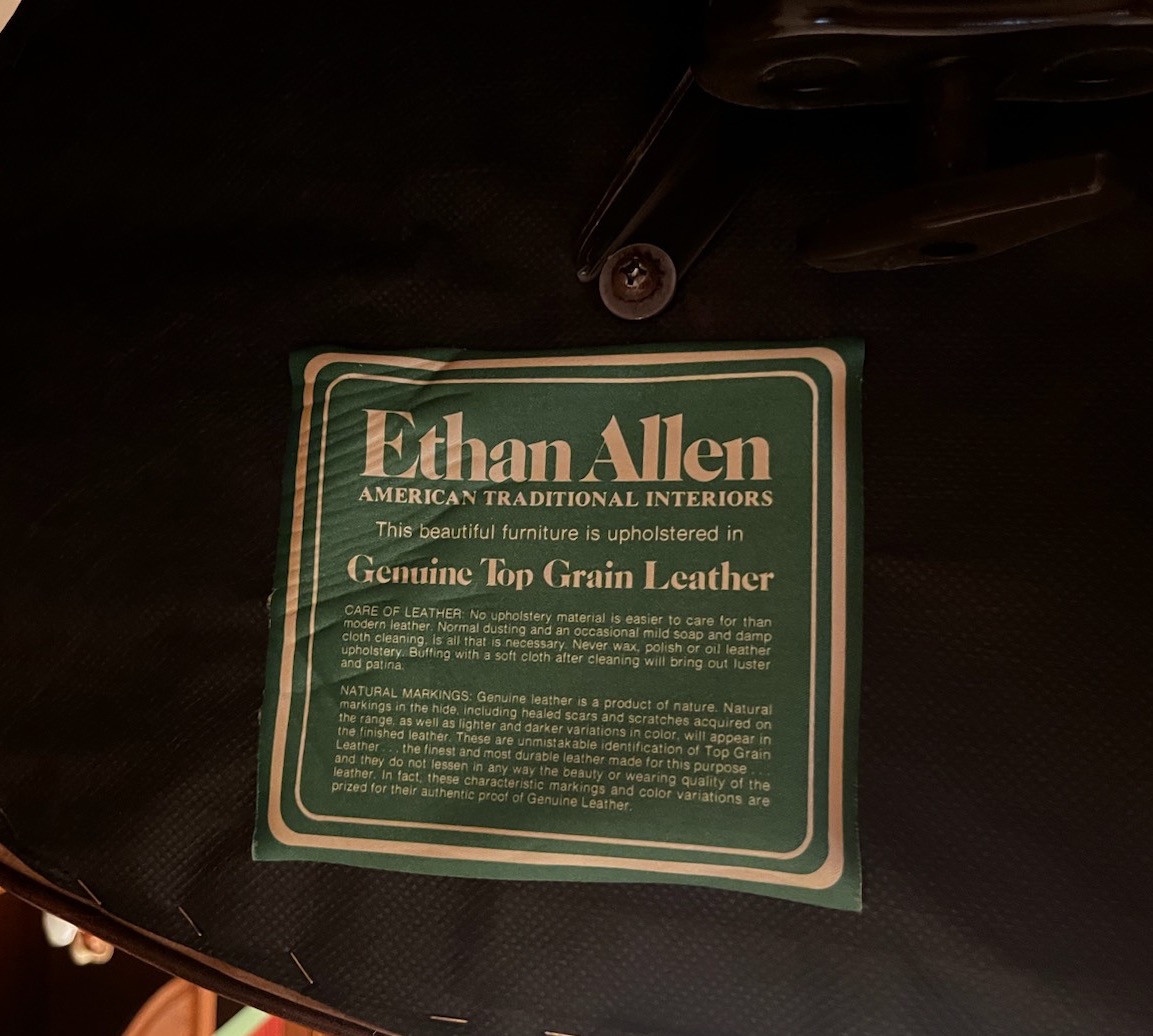 Ethan Allen
AMERICAN TRADITIONAL INTERIORS
This beautiful furniture is upholstered in
Genuine Top Grain Leather
CARE OF LEATHER: No upholstery material is easier to care for than
modern leather. Normal dusting and an occasional mild soap and damp
cloth cleaning, is all that is necessary. Never wax, polish or oil leather
upholstery. Buffing with a soft cloth after cleaning will bring out luster
and patina.
NATURAL MARKINGS: Genuine leather is a product of nature. Natural
markings in the hide, including healed scars and scratches acquired on
the range, as well as lighter and darker variations in color, will appear in
the finished leather. These are unmistakable identification of Top Grain
Leather . . . the finest and most durable leather made for this purpose . . .
and they do not lessen in any way the beauty or wearing quality of the
leather. In fact, these characteristic markings and color variations are
prized for their authentic proof of Genuine Leather.